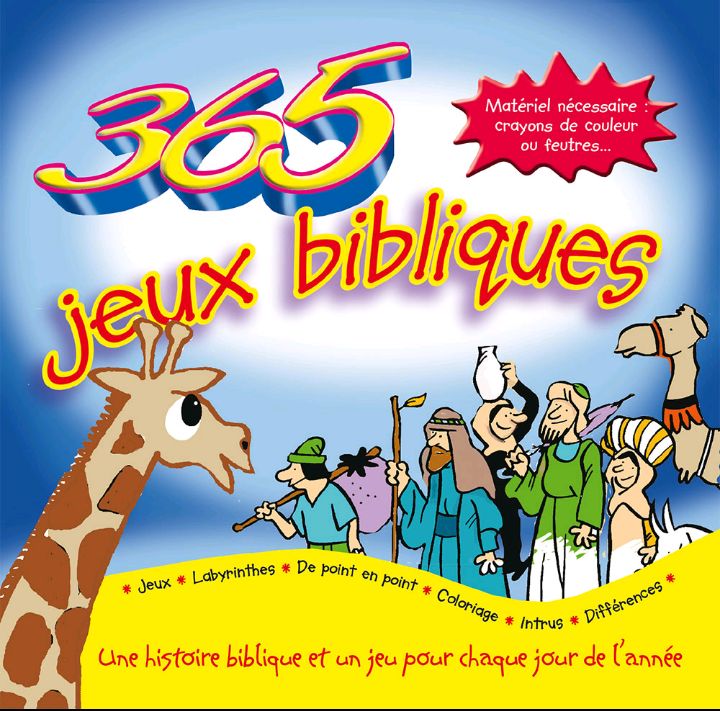 365
jeux bibliques
Matériel nécessaire :
crayons de couleur
ou feutres...
* Jeux * Labyrinthes * De point en point * Coloriage * Intrus * Différences *
Une histoire biblique et un jeu pour chaque jour de l'année